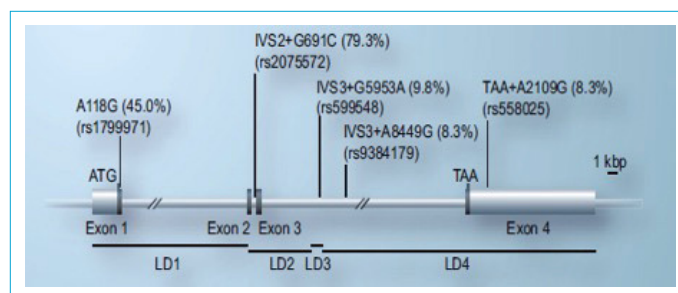 IVS2+G691C (79.3%)
(rs2075572)
IVS3+G5953A (9.8%)
(rs599548)
TAA+A2109G (8.3%)
(rs558025)
A118G (45.0%)
(rs1799971)
IVS3+A8449G (8.3%)
(rs9384179)
1 kbp
ATG
TAA
Exon 1
Exon 2
Exon 3
Exon 4
LD1
LD2
LD3
LD4